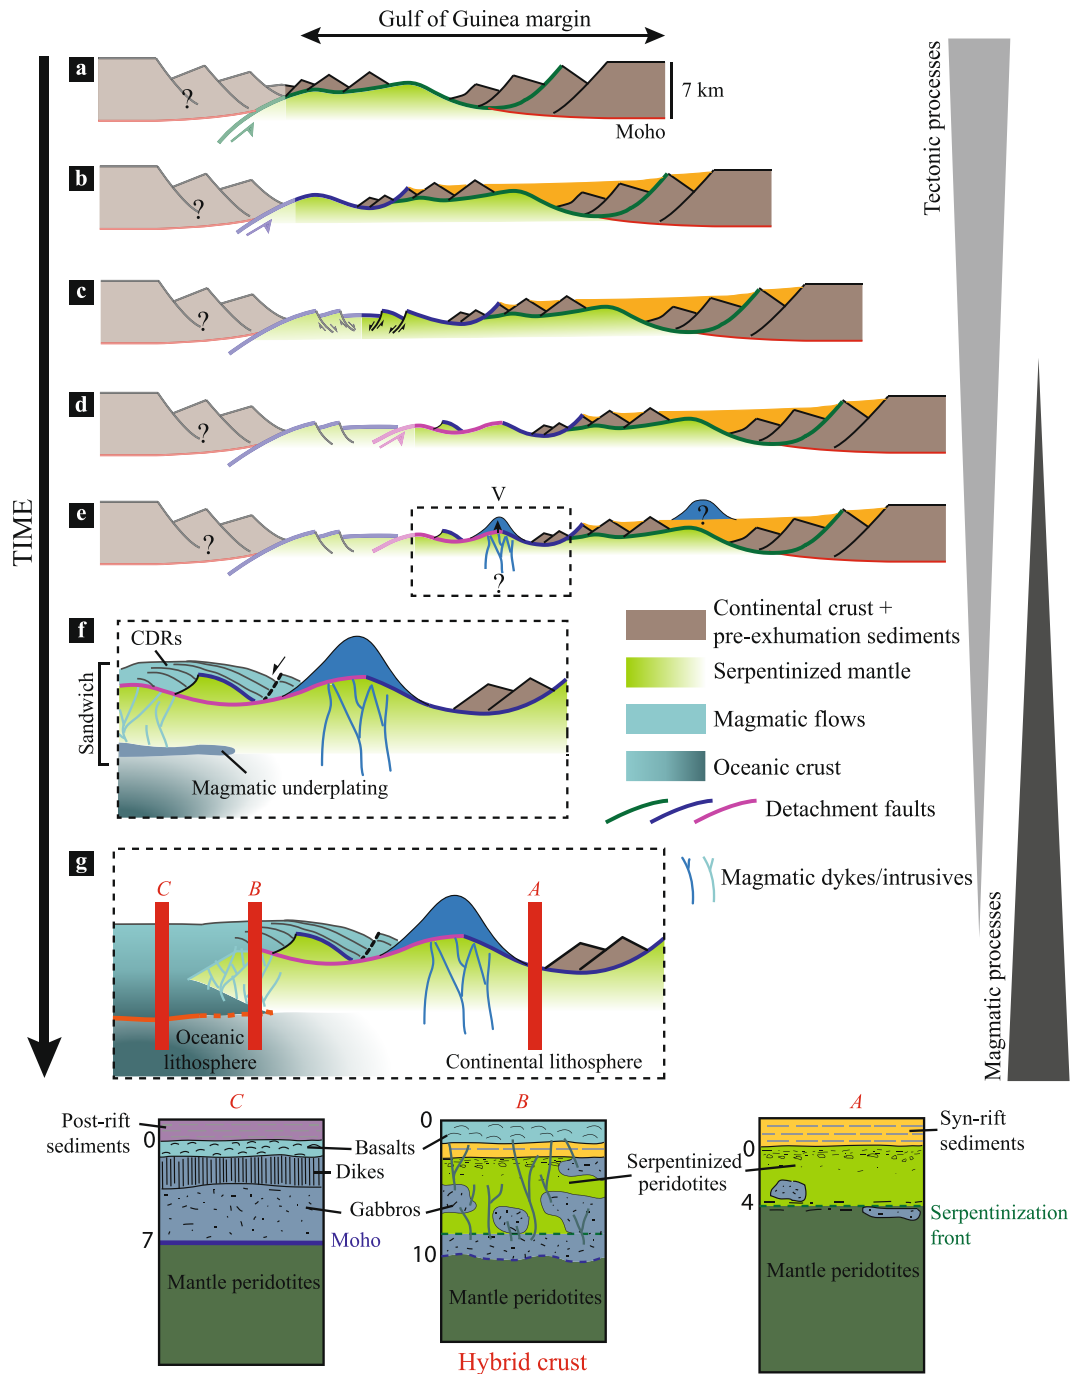 Gulf of Guinea margin
a
?
7 km
Moho
b
?
c
?
d
?
e
?
V
?
?
TIME
Tectonic processes
Magmatic processes
f
CDRs
Sandwich
Magmatic underplating
Continental crust +
pre-exhumation sediments
Serpentinized mantle
Magmatic flows
Oceanic crust
Detachment faults
Magmatic dykes/intrusives
g
C
B
A
Oceanic
lithosphere
Continental lithosphere
C
B
A
Post-rift
sediments
0
Basalts
Dikes
Gabbros
7
Moho
Mantle peridotites
0
Serpentinized
peridotites
10
Mantle peridotites
Hybrid crust
Syn-rift
sediments
0
4
Serpentinization
front
Mantle peridotites